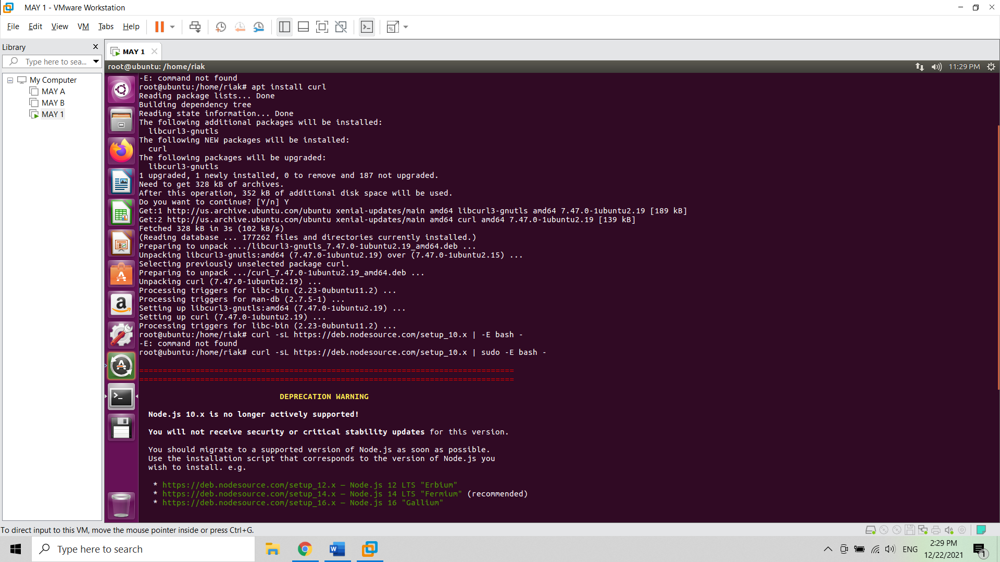 MAY 1 - VMware Workstation
File Edit View VM Tabs Help
Library
Type here to sea...
My Computer
MAY A
MAY B
MAY 1
MAY 1
root@ubuntu: /home/riak
11:29 PM
-E: command not found
root@ubuntu:/home/riak# apt install curl
Reading package lists... Done
Building dependency tree
Reading state information... Done
The following additional packages will be installed:
libcurl3-gnutls
The following NEW packages will be installed:
curl
The following packages will be upgraded:
libcurl3-gnutls
1 upgraded, 1 newly installed, 0 to remove and 187 not upgraded.
Need to get 328 kB of archives.
After this operation, 352 kB of additional disk space will be used.
Do you want to continue? [Y/n] Y
Get:1 http://us.archive.ubuntu.com/ubuntu xenial-updates/main amd64 libcurl3-gnutls amd64 7.47.0-1ubuntu2.19 [189 kB]
Get:2 http://us.archive.ubuntu.com/ubuntu xenial-updates/main amd64 curl amd64 7.47.0-1ubuntu2.19 [139 kB]
Fetched 328 kB in 3s (102 kB/s)
(Reading database ... 177262 files and directories currently installed.)
Preparing to unpack .../libcurl3-gnutls_7.47.0-1ubuntu2.19_amd64.deb ...
Unpacking libcurl3-gnutls:amd64 (7.47.0-1ubuntu2.19) over (7.47.0-1ubuntu2.15) ...
Selecting previously unselected package curl.
Preparing to unpack .../curl_7.47.0-1ubuntu2.19_amd64.deb ...
Unpacking curl (7.47.0-1ubuntu2.19) ...
Processing triggers for libc-bin (2.23-0ubuntu11.2) ...
Processing triggers for man-db (2.7.5-1) ...
Setting up libcurl3-gnutls:amd64 (7.47.0-1ubuntu2.19) ...
Setting up curl (7.47.0-1ubuntu2.19) ...
Processing triggers for libc-bin (2.23-0ubuntu11.2) ...
root@ubuntu:/home/riak# curl -sL https://deb.nodesource.com/setup_10.x | -E bash -
-E: command not found
root@ubuntu:/home/riak# curl -sL https://deb.nodesource.com/setup_10.x | sudo -E bash -
================================================================================
================================================================================
DEPRECATION WARNING
Node.js 10.x is no longer actively supported!
You will not receive security or critical stability updates for this version.
You should migrate to a supported version of Node.js as soon as possible.
Use the installation script that corresponds to the version of Node.js you
wish to install. e.g.
* https://deb.nodesource.com/setup_12.x — Node.js 12 LTS "Erbium"
* https://deb.nodesource.com/setup_14.x — Node.js 14 LTS "Fermium" (recommended)
* https://deb.nodesource.com/setup_16.x — Node.js 16 "Gallium"
To direct input to this VM, move the mouse pointer inside or press Ctrl+G.
Type here to search
ENG
2:29 PM
12/22/2021
1